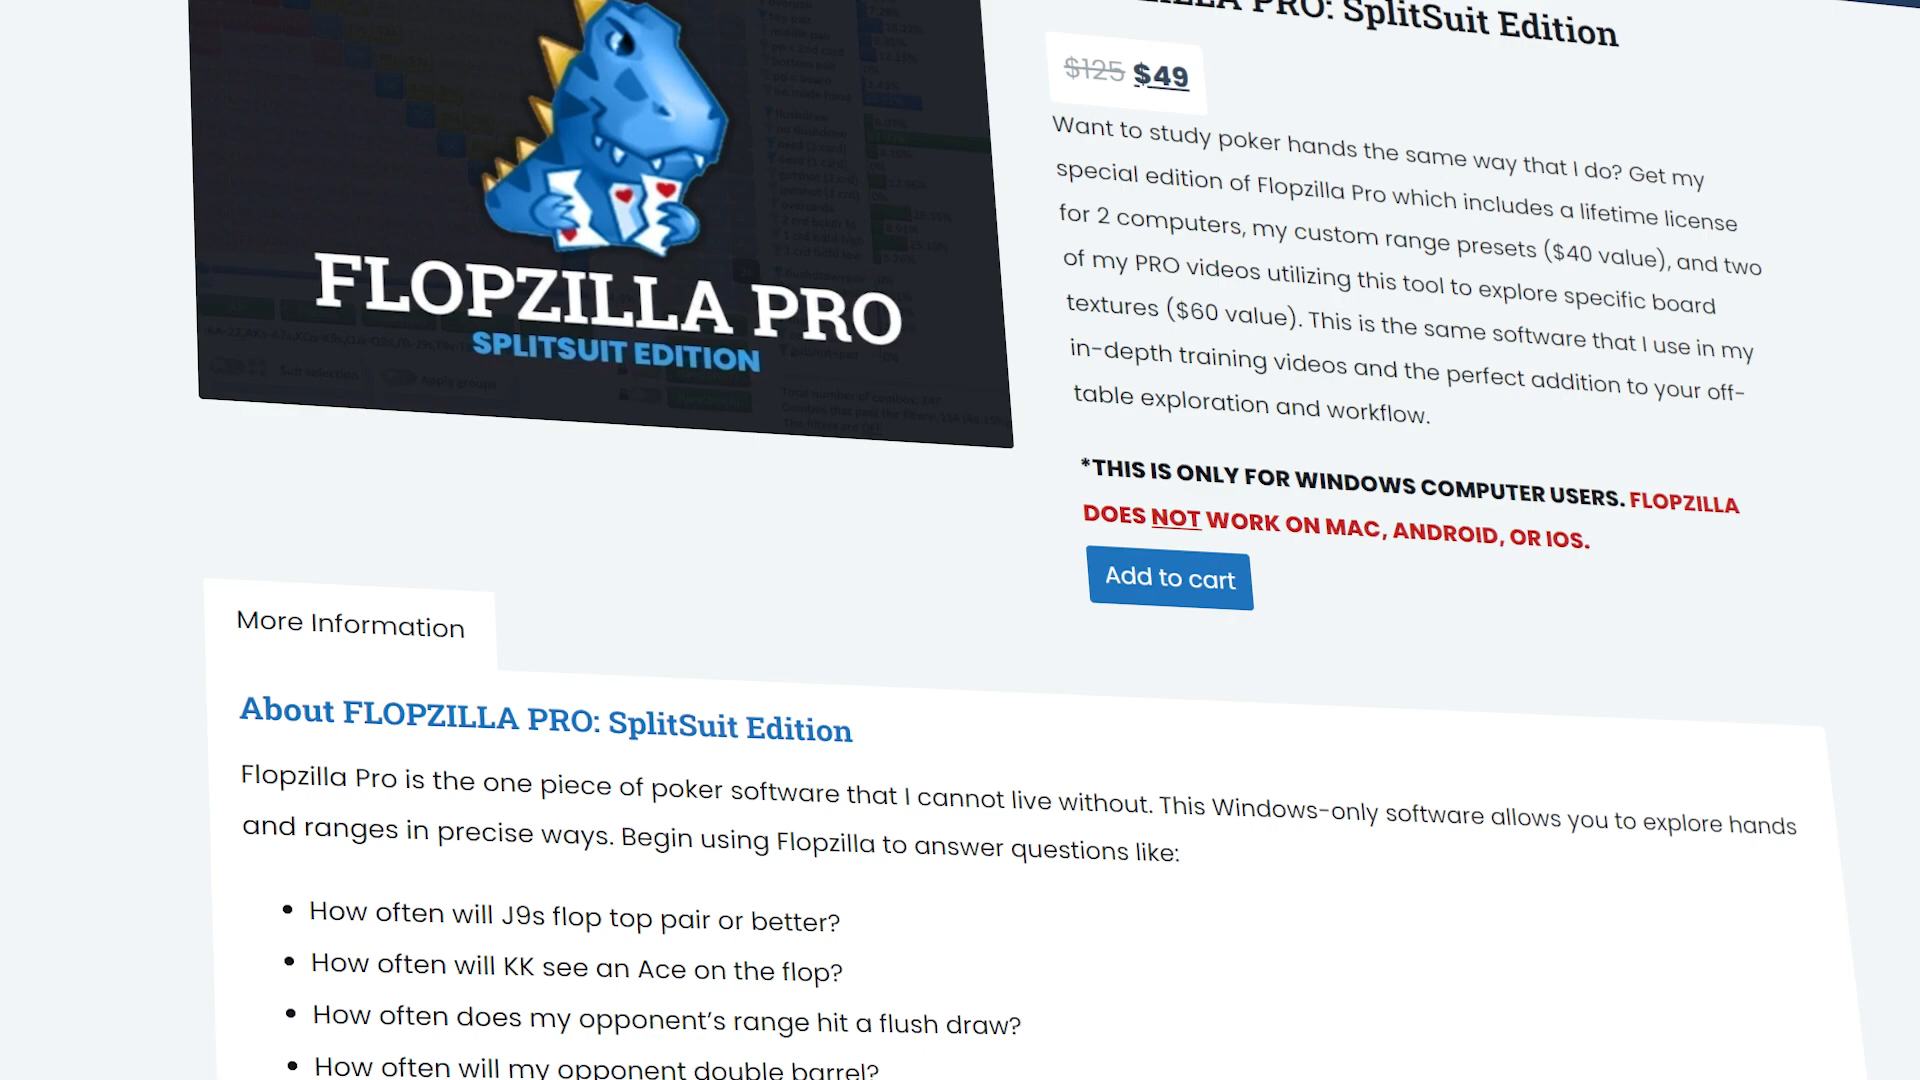 PRO: SplitSuit Edition
$125 $49
Want to study poker hands the same way that I do? Get my
special edition of Flopzilla Pro which includes a lifetime license
for 2 computers, my custom range presets ($40 value), and two
of my PRO videos utilizing this tool to explore specific board
textures ($60 value). This is the same software that I use in my
in-depth training videos and the perfect addition to your off-
table exploration and workflow.
*THIS IS ONLY FOR WINDOWS COMPUTER USERS. FLOPZILLA
DOES NOT WORK ON MAC, ANDROID, OR IOS.
Add to cart
FLOPZILLA PRO
SPLITSUIT EDITION
Suit selection
Apply groups
More Information
About FLOPZILLA PRO: SplitSuit Edition
Flopzilla Pro is the one piece of poker software that I cannot live without. This Windows-only software allows you to explore hands
and ranges in precise ways. Begin using Flopzilla to answer questions like:
• How often will J9s flop top pair or better?
• How often will KK see an Ace on the flop?
• How often does my opponent's range hit a flush draw?
• How often will my opponent double barrel?